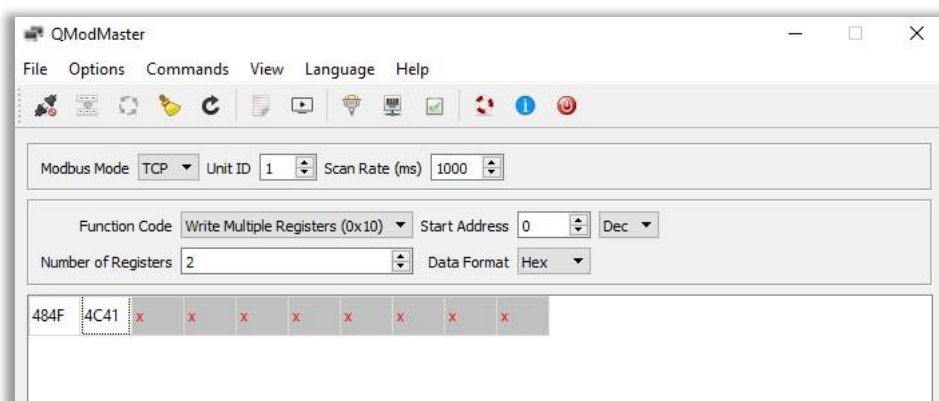 QModMaster
File Options Commands View Language Help
Modbus Mode TCP Unit ID 1 Scan Rate (ms) 1000
Function Code Write Multiple Registers (0x10) Start Address 0 Dec
Number of Registers 2 Data Format Hex
484F 4C41 x x x x x x x x